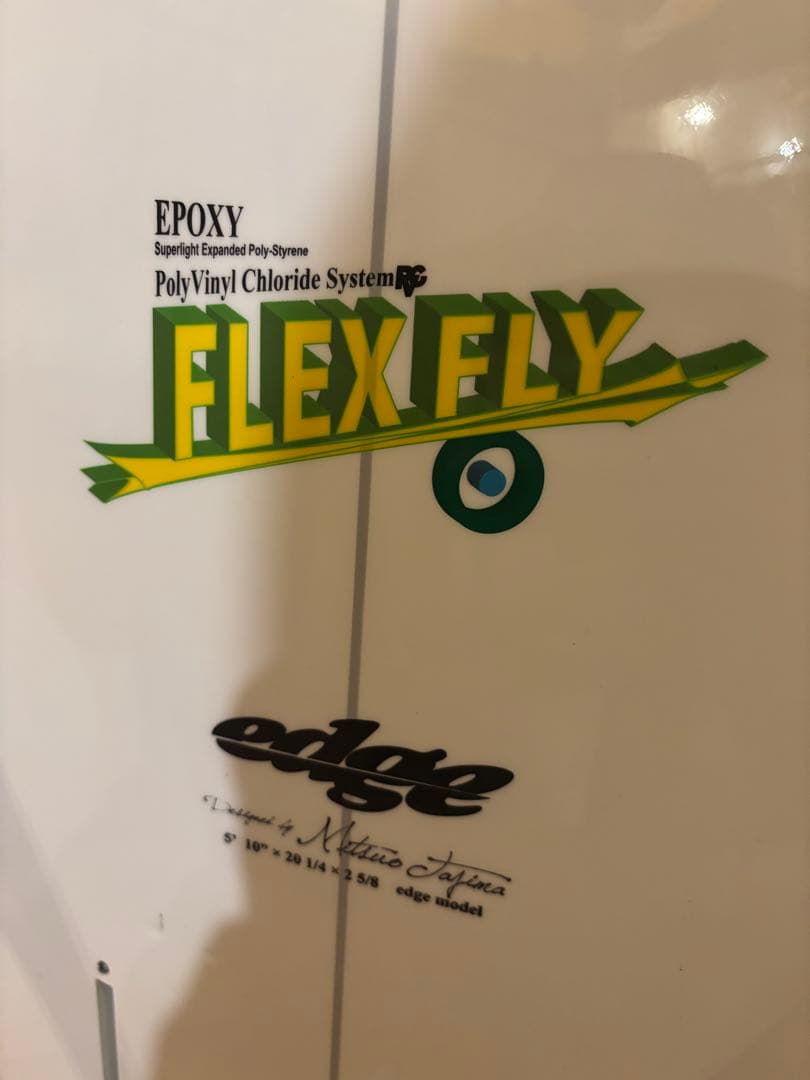 EPOXY
Superlight Expanded Poly-Styrene
PolyVinyl Chloride System
FLEX FLY
edge
Designed by Mitsuo Tajima
5' 10" × 20 1/4 × 2 5/8 edge model